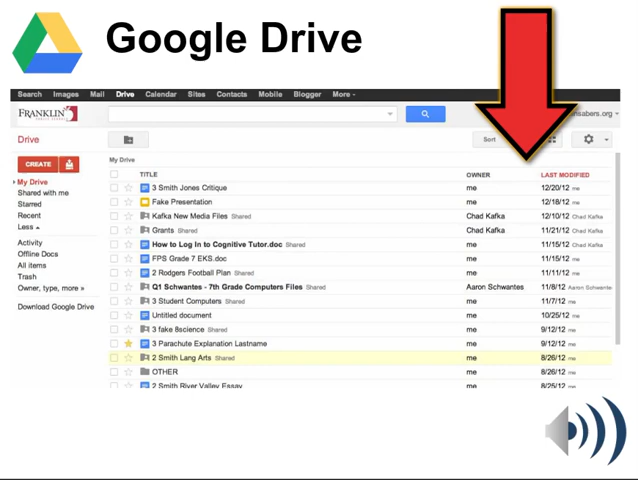 Google Drive
Search Images Mail Drive Calendar Sites Contacts Mobile Blogger More
FRANKLIN
nsabers.org
Drive
Sort
CREATE
My Drive
TITLE OWNER LAST MODIFIED
My Drive
Shared with me
Starred
Recent
Less
Activity
Offline Docs
All items
Trash
Owner, type, more »
Download Google Drive
3 Smith Jones Critique me 12/20/12 me
Fake Presentation me 12/18/12 me
Kafka New Media Files Shared Chad Kafka 12/10/12 Chad Kafka
Grants Shared Chad Kafka 11/21/12 Chad Kafka
How to Log In to Cognitive Tutor.doc Shared me 11/15/12 Chad Kafka
FPS Grade 7 EKS.doc me 11/15/12 me
2 Rodgers Football Plan Shared me 11/11/12 me
Q1 Schwantes - 7th Grade Computers Files Shared Aaron Schwantes 11/8/12 Aaron Schwante
3 Student Computers Shared me 11/7/12 me
Untitled document me 10/25/12 me
3 fake 8science Shared me 9/12/12 me
3 Parachute Explanation Lastname me 9/12/12 me
2 Smith Lang Arts Shared me 8/26/12 me
OTHER me 8/26/12 me
2 Smith River Valley Essay me 8/25/12 me